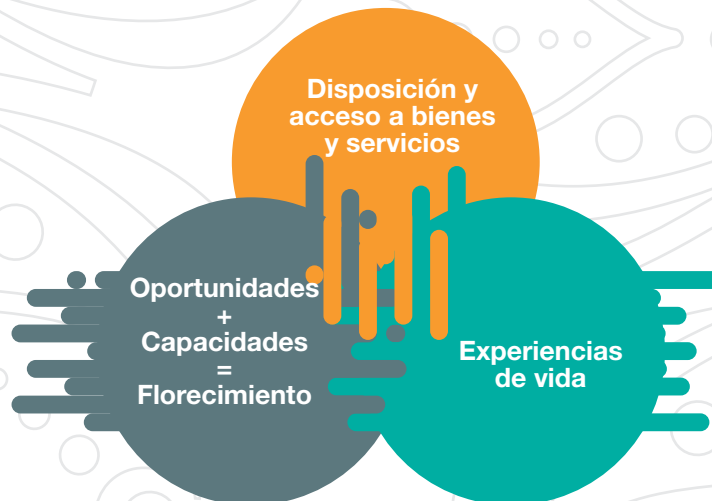 Disposición y
acceso a bienes
y servicios
Oportunidades
+
Capacidades
=
Florecimiento
Experiencias
de vida